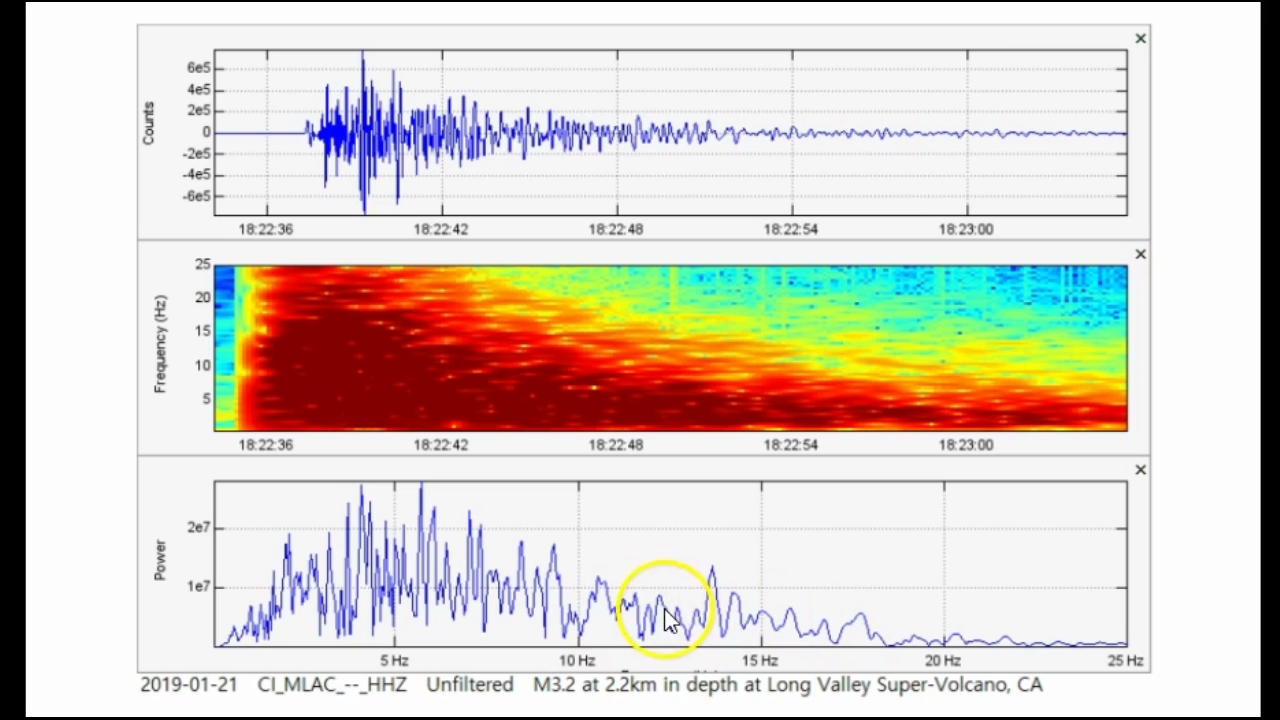 ×
6e5
4e5
2e5
0
-2e5
-4e5
-6e5
Counts
18:22:36 18:22:42 18:22:48 18:22:54 18:23:00
×
25
20
15
10
5
Frequency (Hz)
18:22:36 18:22:42 18:22:48 18:22:54 18:23:00
×
2e7
1e7
Power
5 Hz 10 Hz 15 Hz 20 Hz 25 Hz
2019-01-21 CI_MLAC_--_HHZ Unfiltered M3.2 at 2.2km in depth at Long Valley Super-Volcano, CA